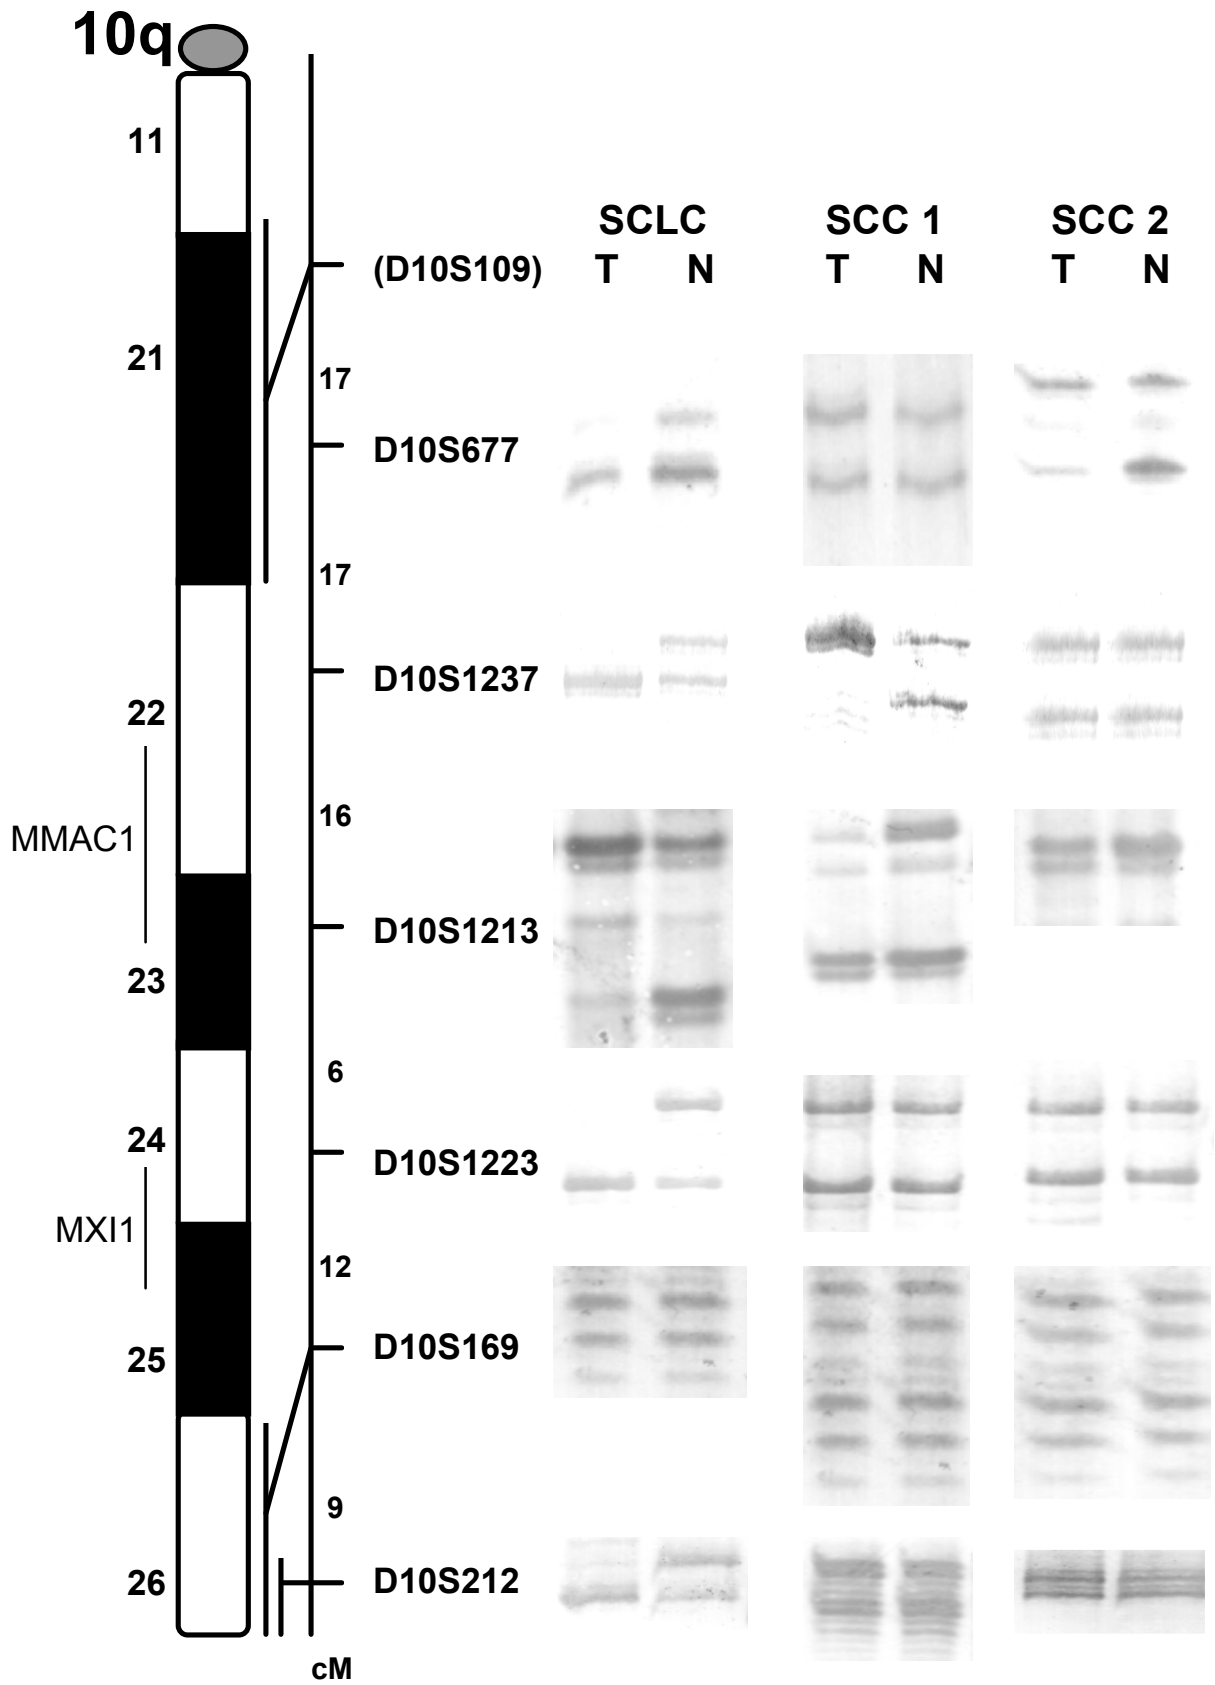 10q
11
SCLC SCC 1 SCC 2
T N T N T N
(D10S109)
21
17
D10S677
17
D10S1237
22
16
MMAC1
D10S1213
23
6
24
D10S1223
MXI1
12
D10S169
25
9
26
D10S212
cM